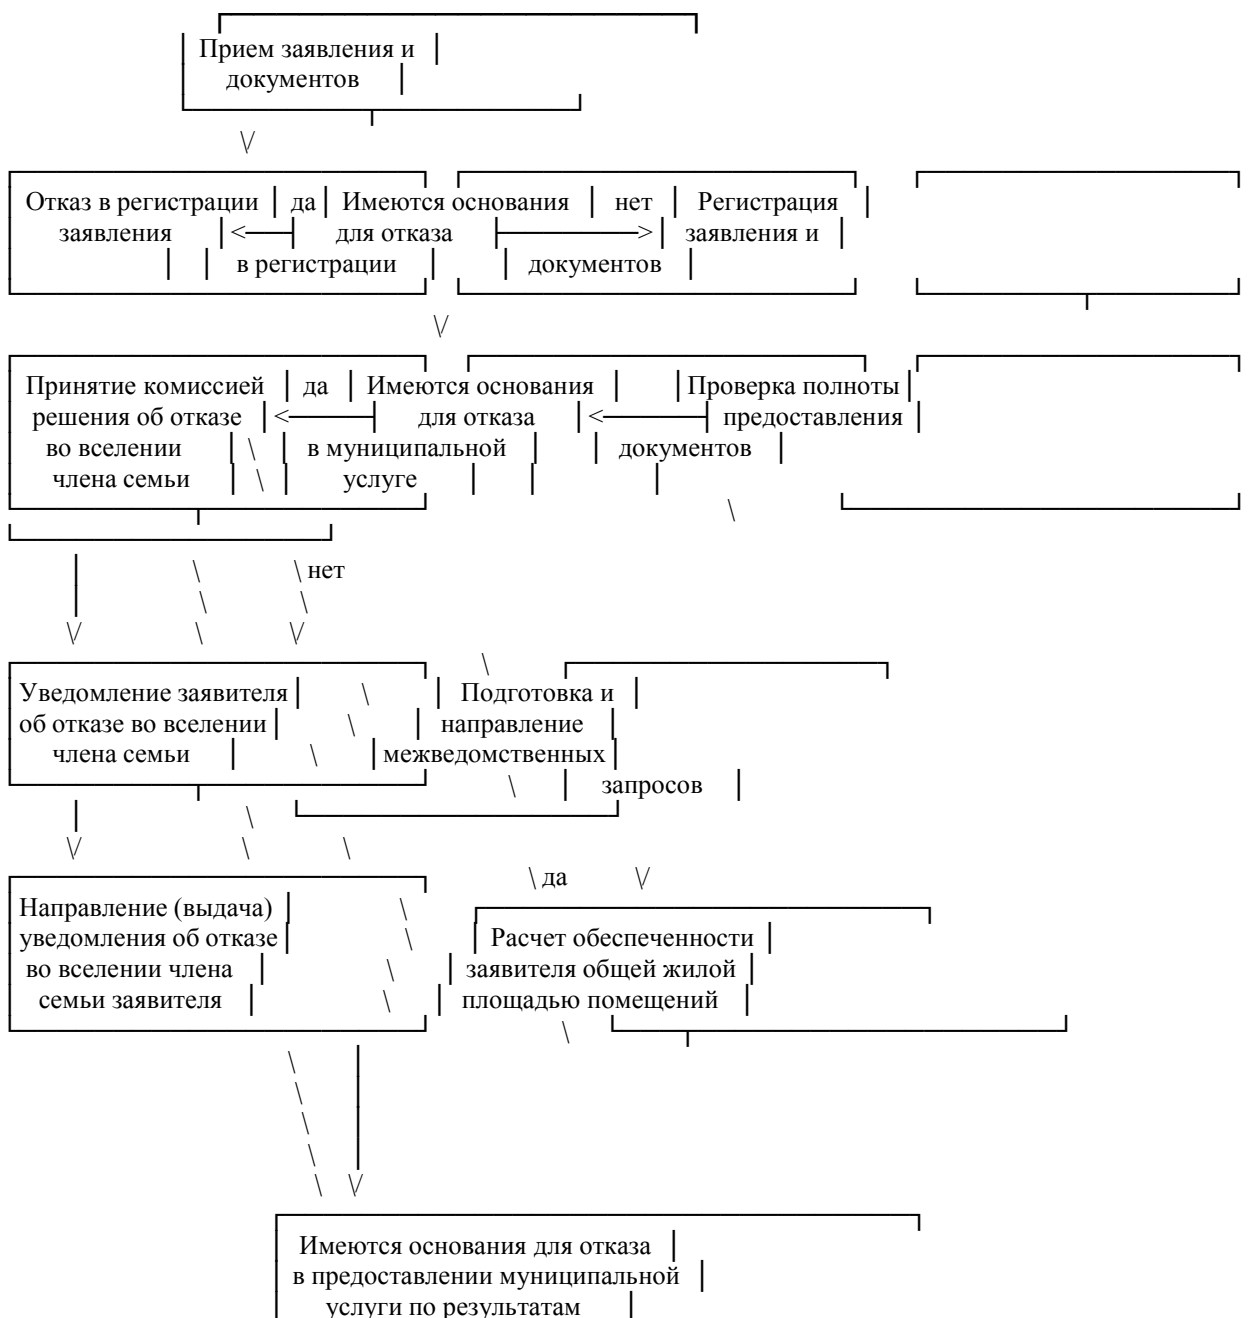 Прием заявления и
документов
Отказ в регистрации да Имеются основания нет Регистрация
заявления для отказа заявления и
в регистрации документов
Принятие комиссией да Имеются основания Проверка полноты
решения об отказе для отказа предоставления
во вселении в муниципальной документов
члена семьи услуге
нет
Уведомление заявителя Подготовка и
об отказе во вселении направление
члена семьи межведомственных
запросов
да
Направление (выдача)
уведомления об отказе Расчет обеспеченности
во вселении члена заявителя общей жилой
семьи заявителя площадью помещений
Имеются основания для отказа
в предоставлении муниципальной
услуги по результатам